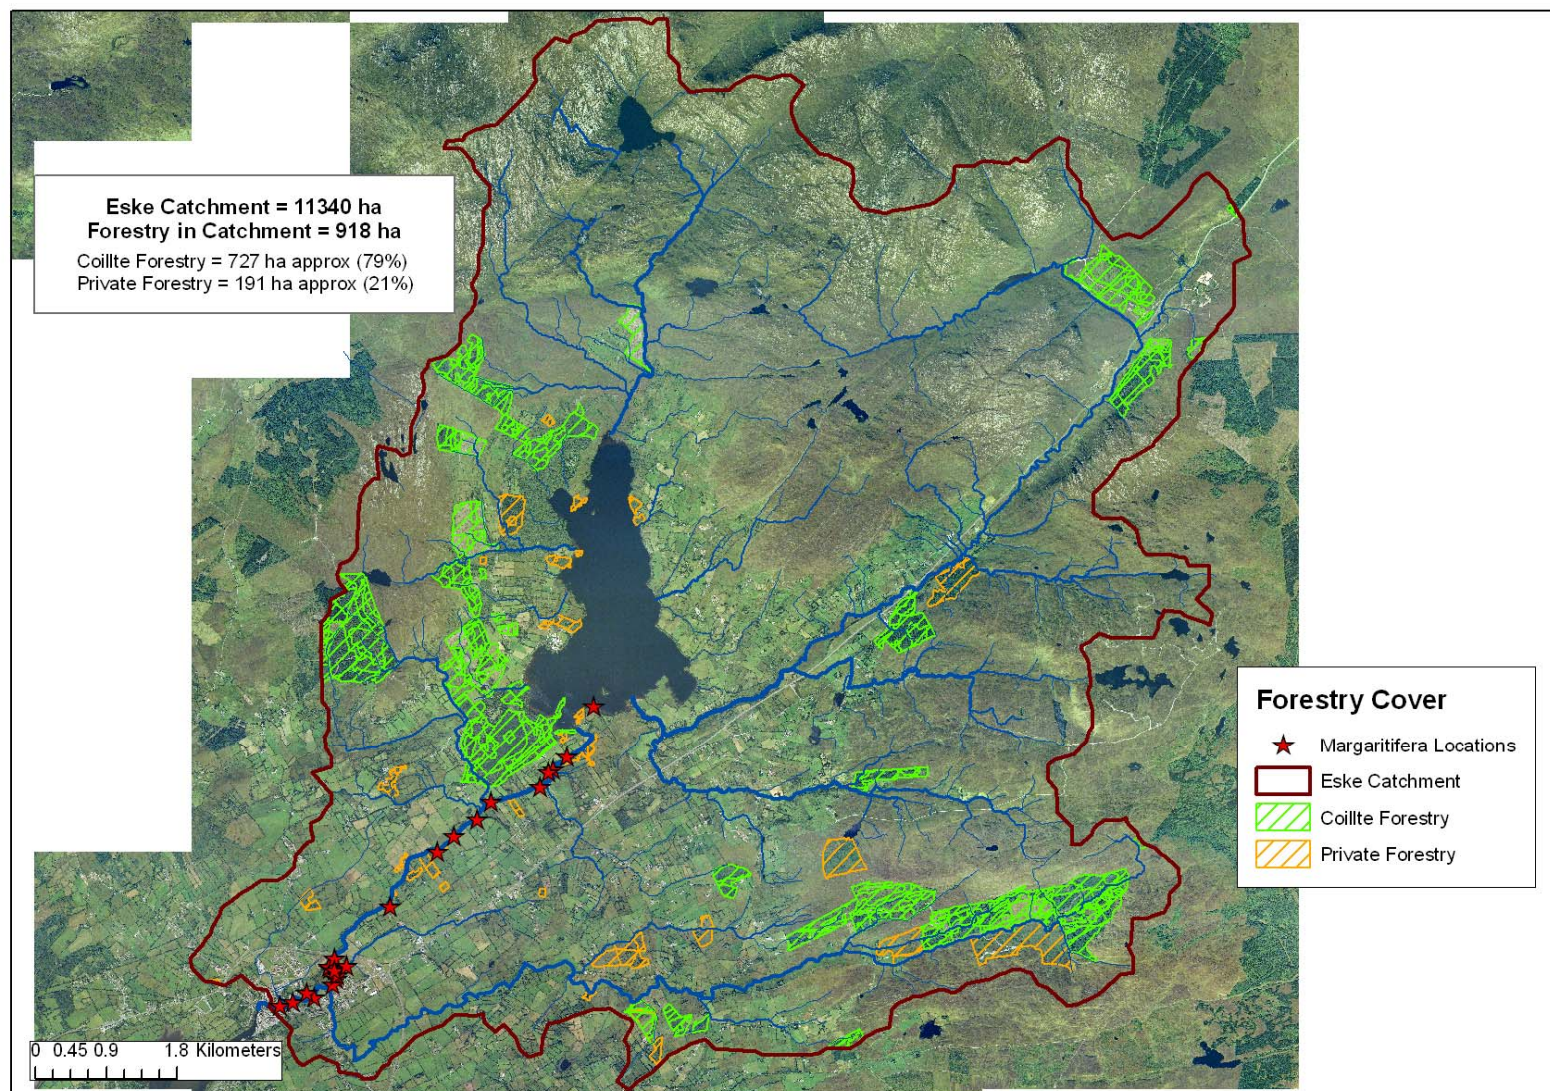 Eske Catchment = 11340 ha
Forestry in Catchment = 918 ha
Coillte Forestry = 727 ha approx (79%)
Private Forestry = 191 ha approx (21%)
Forestry Cover
Margaritifera Locations
Eske Catchment
Coillte Forestry
Private Forestry
0 0.45 0.9 1.8 Kilometers